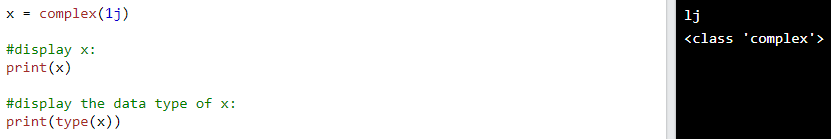 x = complex(1j)
#display x:
print(x)
#display the data type of x:
print(type(x))
1j
<class 'complex'>